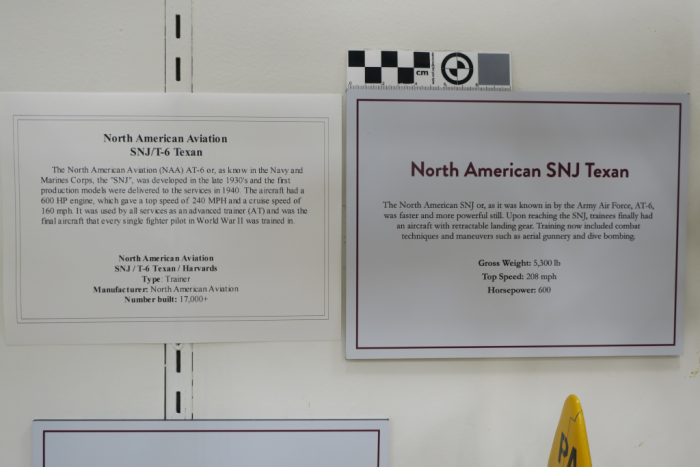 cm
North American Aviation
SNJ/T-6 Texan
The North American Aviation (NAA) AT-6 or, as know in the Navy and
Marines Corps, the "SNJ", was developed in the late 1930's and the first
production models were delivered to the services in 1940. The aircraft had a
600 HP engine, which gave a top speed of 240 MPH and a cruise speed of
160 mph. It was used by all services as an advanced trainer (AT) and was the
final aircraft that every single fighter pilot in World War II was trained in.
North American Aviation
SNJ / T-6 Texan / Harvards
Type: Trainer
Manufacturer: North American Aviation
Number built: 17,000+
North American SNJ Texan
The North American SNJ or, as it was known in by the Army Air Force, AT-6,
was faster and more powerful still. Upon reaching the SNJ, trainees finally had
an aircraft with retractable landing gear. Training now included combat
techniques and maneuvers such as aerial gunnery and dive bombing.
Gross Weight: 5,300 lb
Top Speed: 208 mph
Horsepower: 600
PA